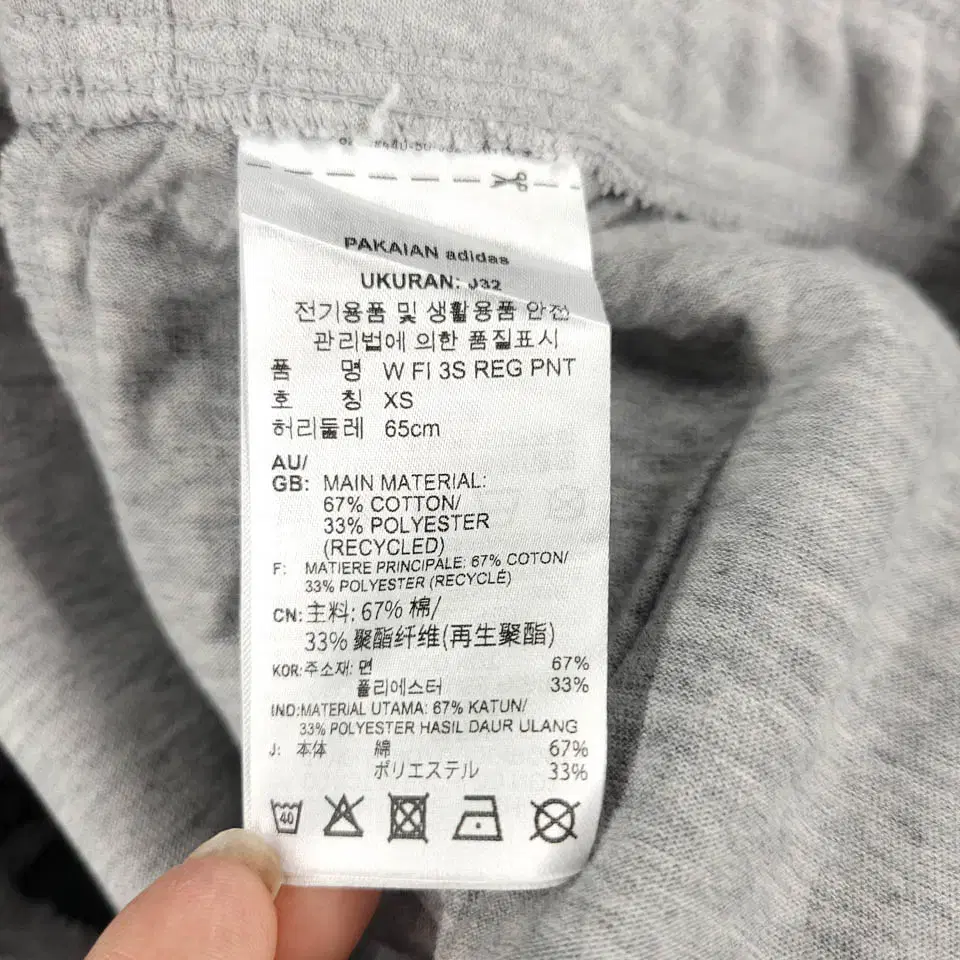 PAKAIAN adidas
UKURAN: J32
전기용품 및 생활용품 안전
관리법에 의한 품질표시
품 명 W FI 3S REG PNT
호 칭 XS
허리둘레 65cm
AU/
GB: MAIN MATERIAL:
67% COTTON/
33% POLYESTER
(RECYCLED)
F: MATIERE PRINCIPALE: 67% COTON/
33% POLYESTER (RECYCLÉ)
CN: 主料: 67% 棉/
33% 聚酯纤维(再生聚酯)
KOR: 주소재: 면 67%
폴리에스터 33%
IND: MATERIAL UTAMA: 67% KATUN/
33% POLYESTER HASIL DAUR ULANG
J: 本体 綿 67%
ポリエステル 33%
40